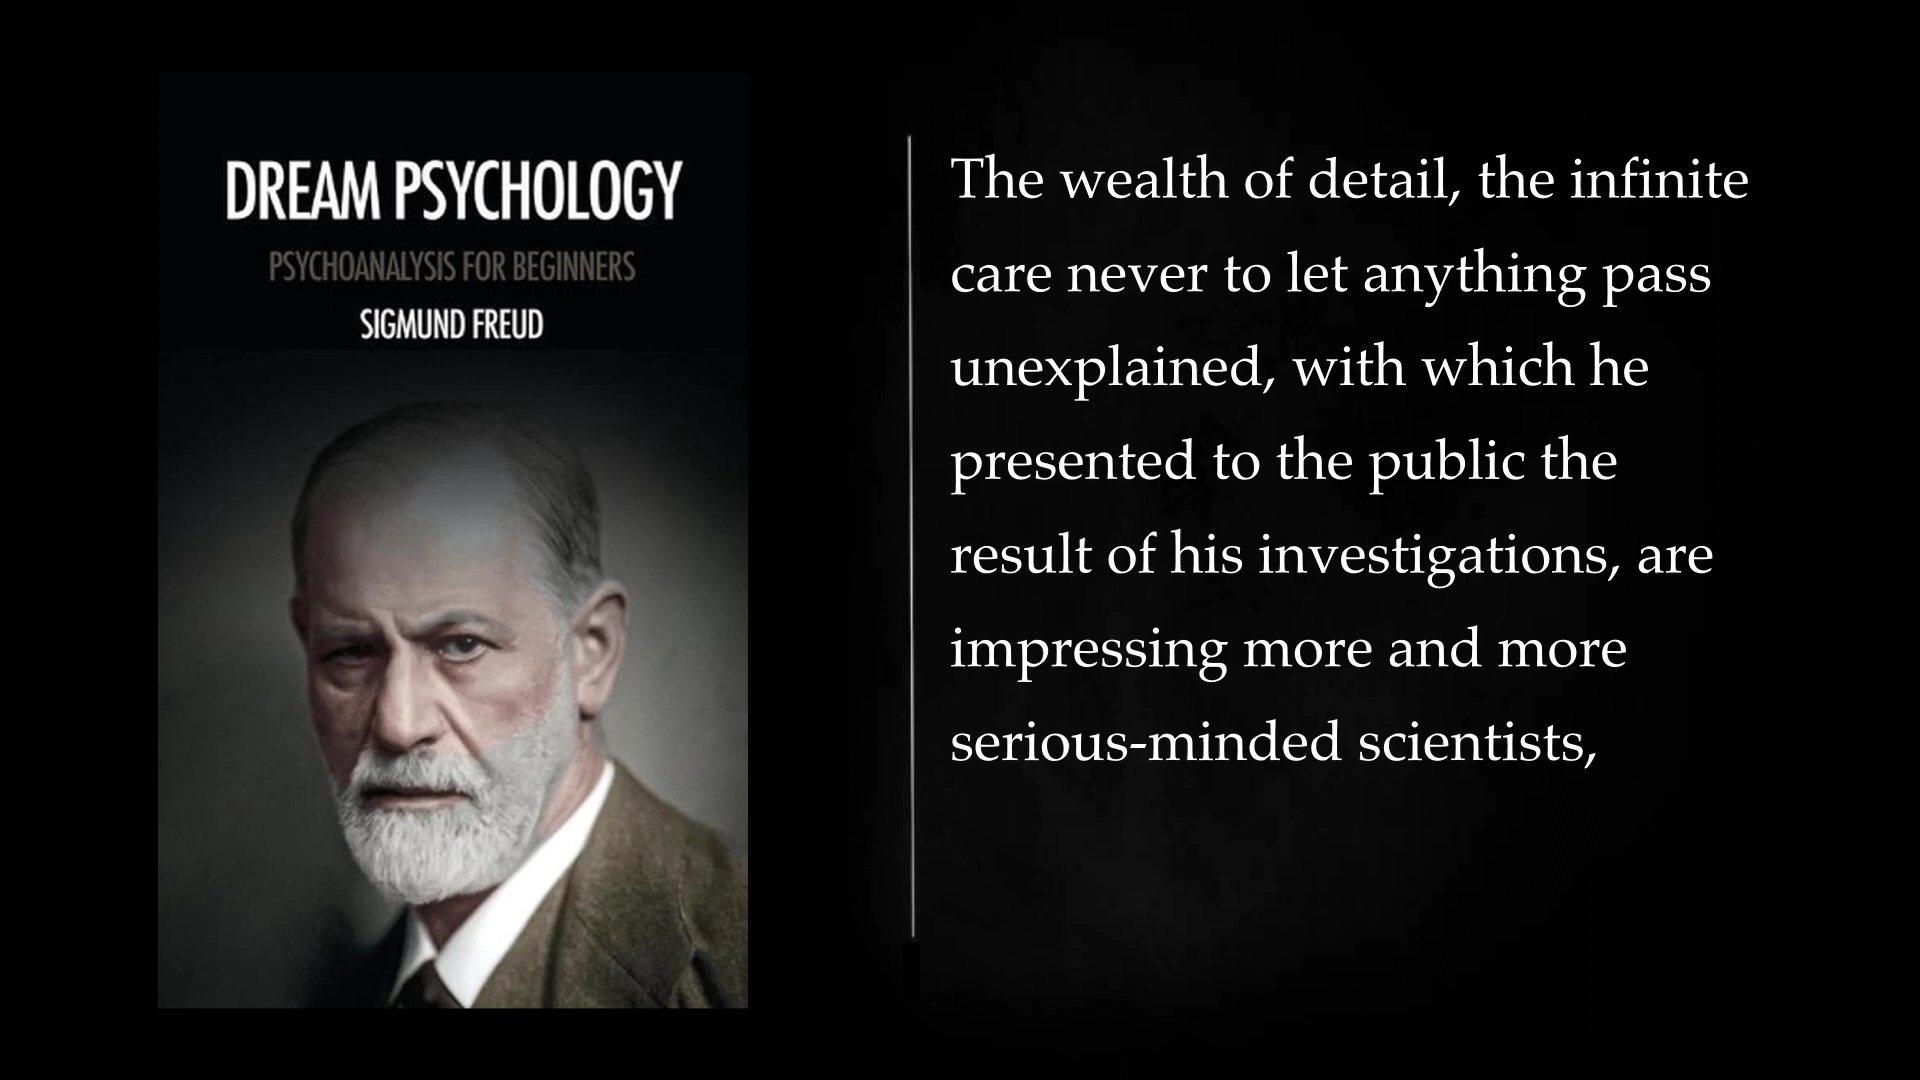 DREAM PSYCHOLOGY
PSYCHOANALYSIS FOR BEGINNERS
SIGMUND FREUD
The wealth of detail, the infinite
care never to let anything pass
unexplained, with which he
presented to the public the
result of his investigations, are
impressing more and more
serious-minded scientists,